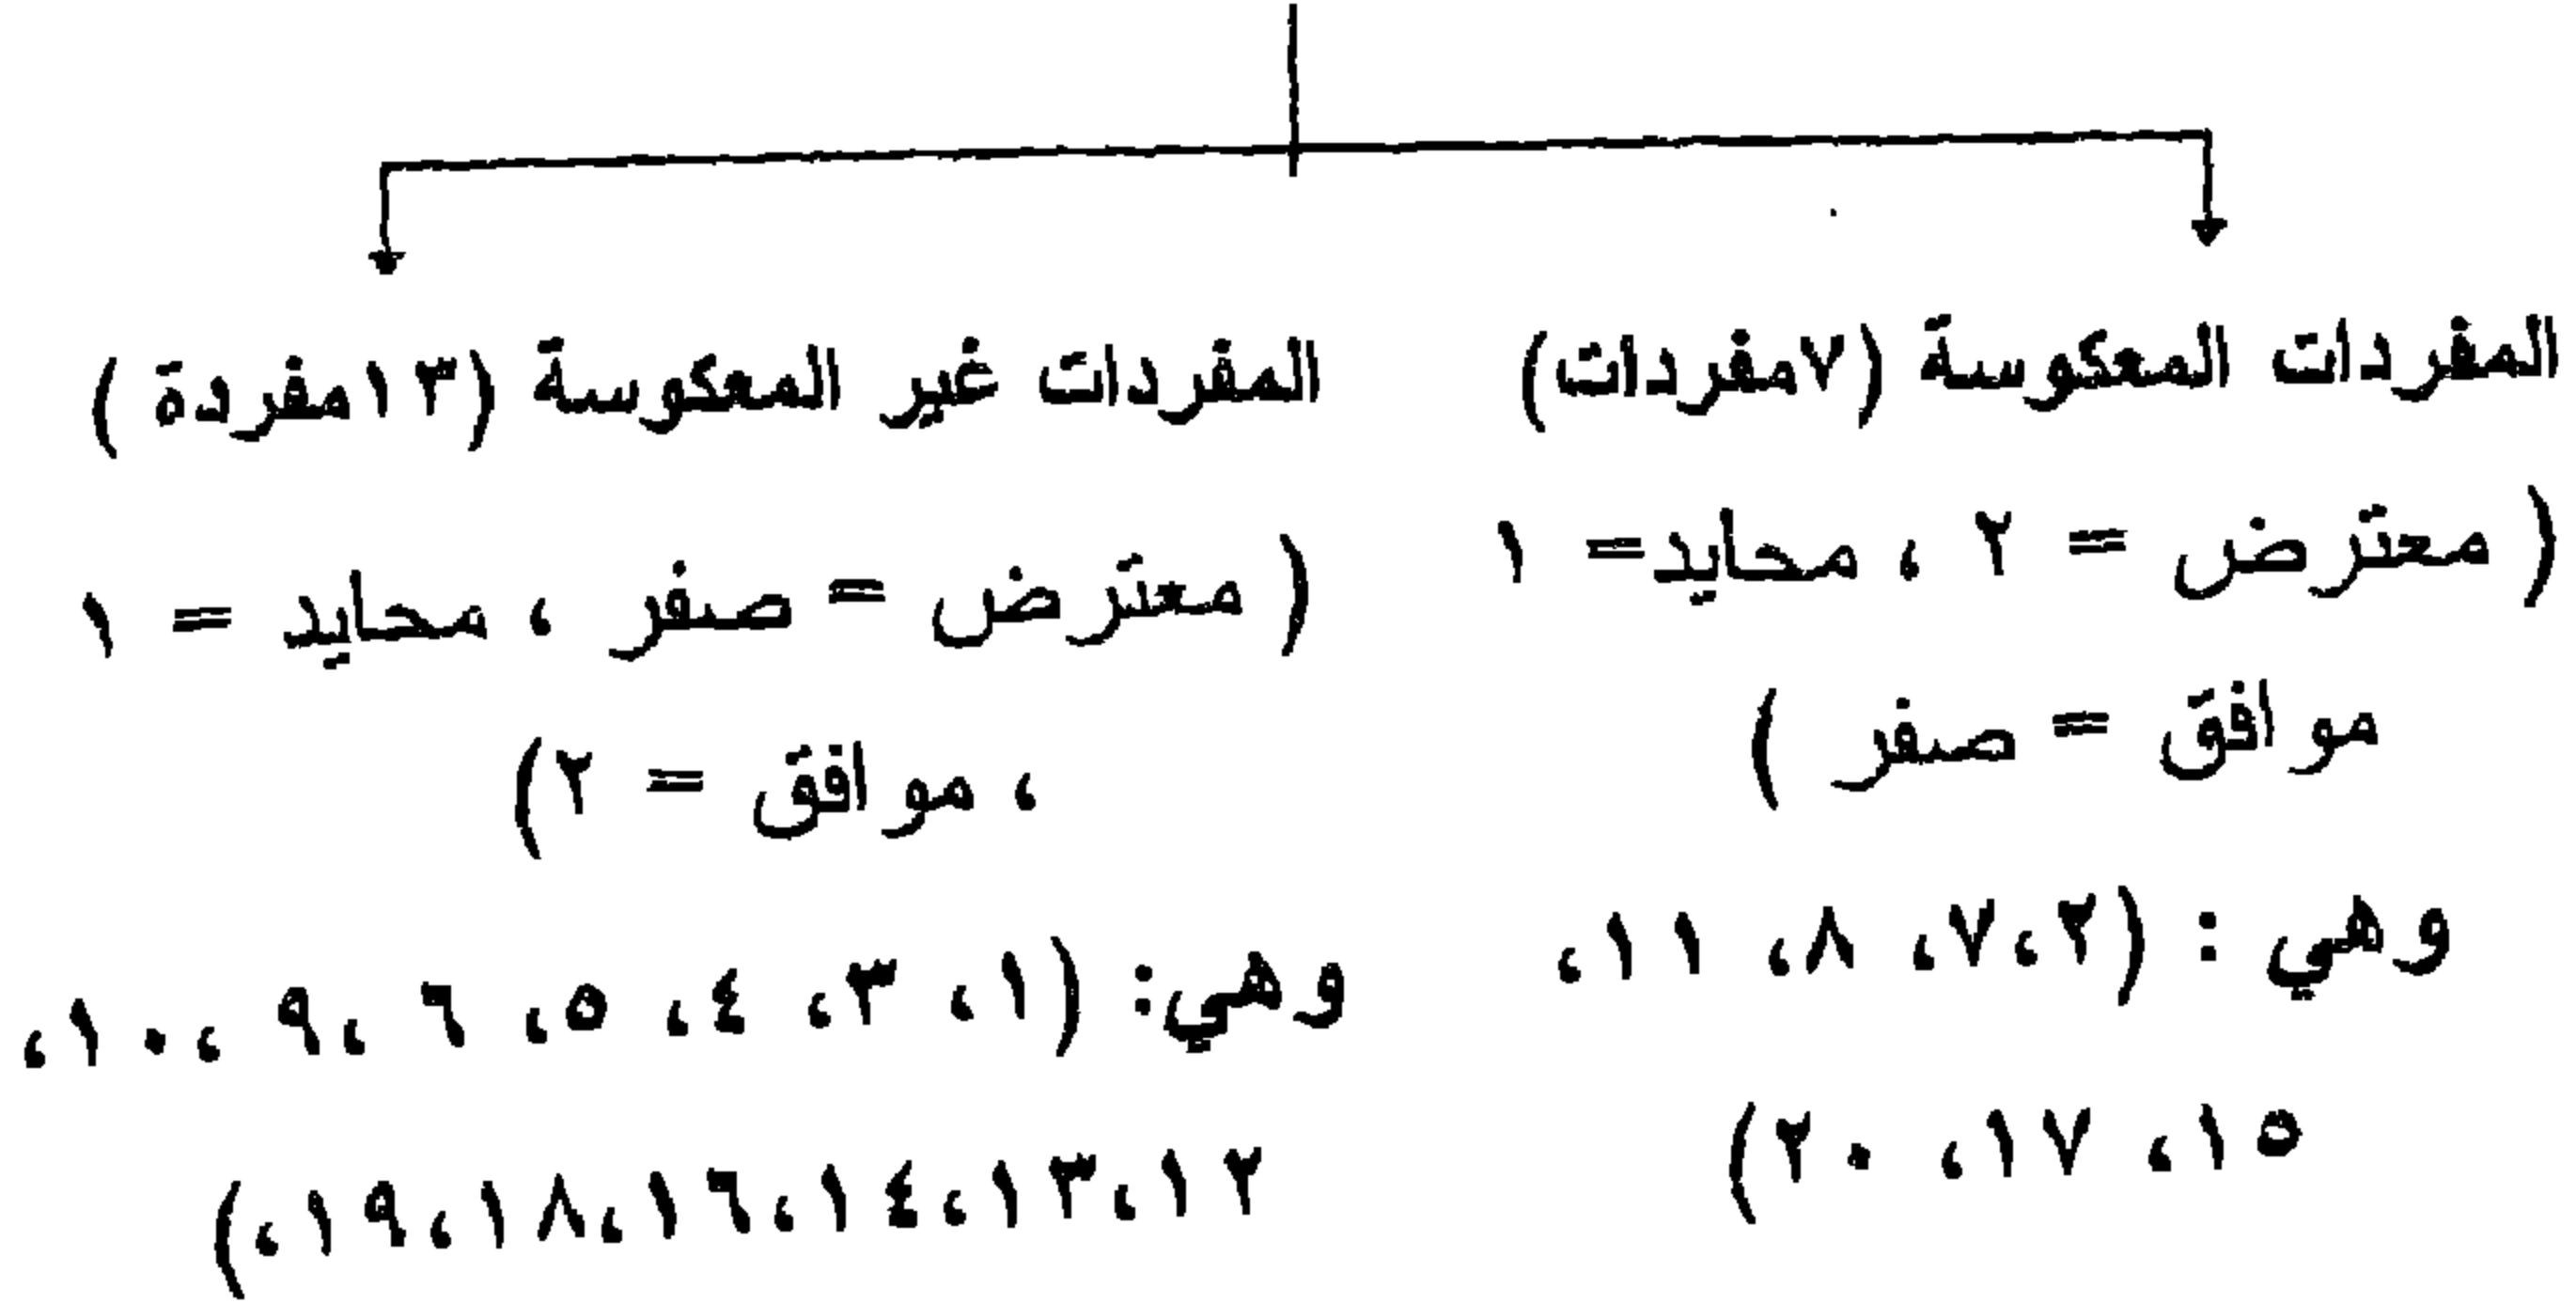 المفردات المعكوسة (٧مفردات)
( معترض = ٢ ، محايد= ١
موافق = صفر )
وهي : (٢،٧، ٨، ١١،
١٥، ١٧، ٢٠)
المفردات غير المعكوسة (١٣مفردة )
( معترض = صفر ، محايد = ١
، موافق = ٢)
وهي: (١، ٣، ٤، ٥، ٦ ،٩ ،١٠،
١٢،١٣،١٤،١٦،١٨،١٩،)